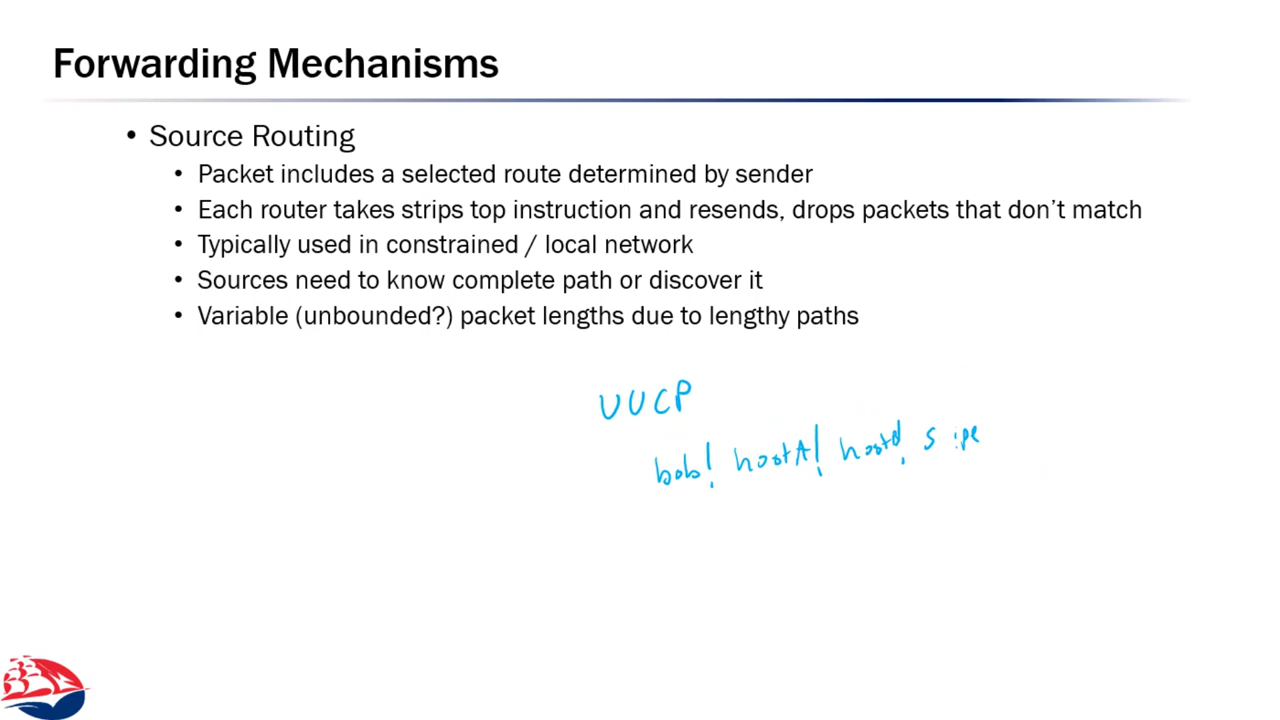 Forwarding Mechanisms
• Source Routing
• Packet includes a selected route determined by sender
• Each router takes strips top instruction and resends, drops packets that don't match
• Typically used in constrained / local network
• Sources need to know complete path or discover it
• Variable (unbounded?) packet lengths due to lengthy paths
UUCP
bob! hostA!